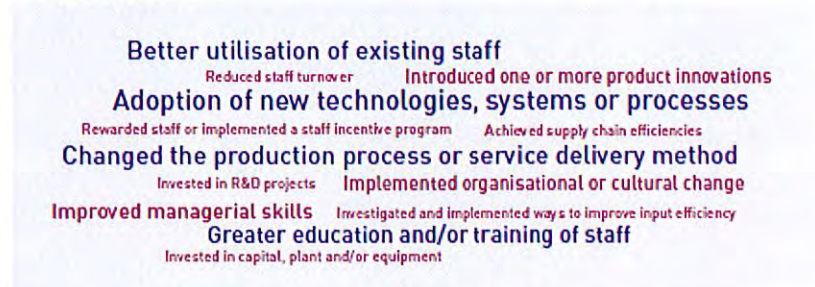 Better utilisation of existing staff
Reduced staff turnover Introduced one or more product innovations
Adoption of new technologies, systems or processes
Rewarded staff or implemented a staff incentive program Achieved supply chain efficiencies
Changed the production process or service delivery method
Invested in R&D projects Implemented organisational or cultural change
Improved managerial skills Investigated and implemented ways to improve input efficiency
Greater education and/or training of staff
Invested in capital, plant and/or equipment